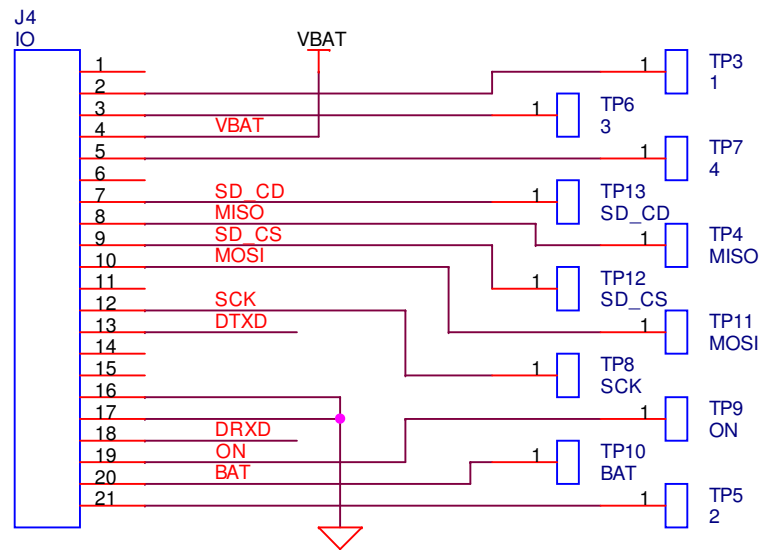 J4
IO
VBAT
1
2
3
4
5
6
7
8
9
10
11
12
13
14
15
16
17
18
19
20
21
VBAT
SD_CD
MISO
SD_CS
MOSI
SCK
DTXD
DRXD
ON
BAT
1
TP3
1
1
TP6
3
1
TP7
4
1
TP13
SD_CD
1
TP4
MISO
1
TP12
SD_CS
1
TP11
MOSI
1
TP8
SCK
1
TP9
ON
1
TP10
BAT
1
TP5
2